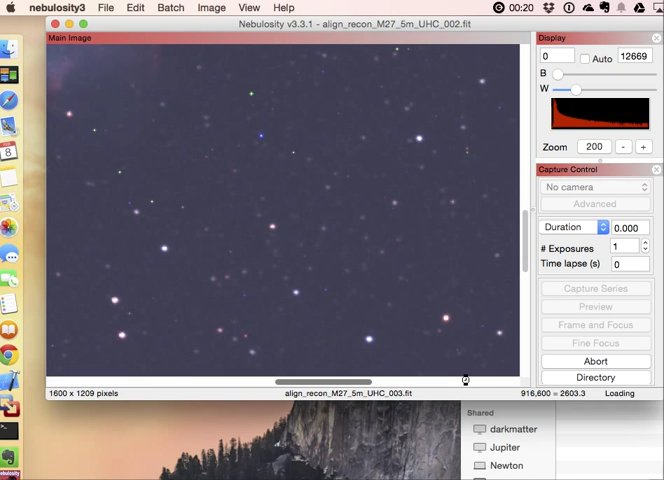 nebulosity3 File Edit Batch Image View Help 00:20
Nebulosity v3.3.1 - align_recon_M27_5m_UHC_002.fit
Main Image
Display
0 Auto 12669
B
W
Zoom 200 - +
Capture Control
No camera
Advanced
Duration 0.000
# Exposures 1
Time lapse (s) 0
Capture Series
Preview
Frame and Focus
Fine Focus
Abort
Directory
1600 x 1209 pixels align_recon_M27_5m_UHC_003.fit 916,600 = 2603.3 Loading
FEB
8
Shared
darkmatter
Jupiter
Newton